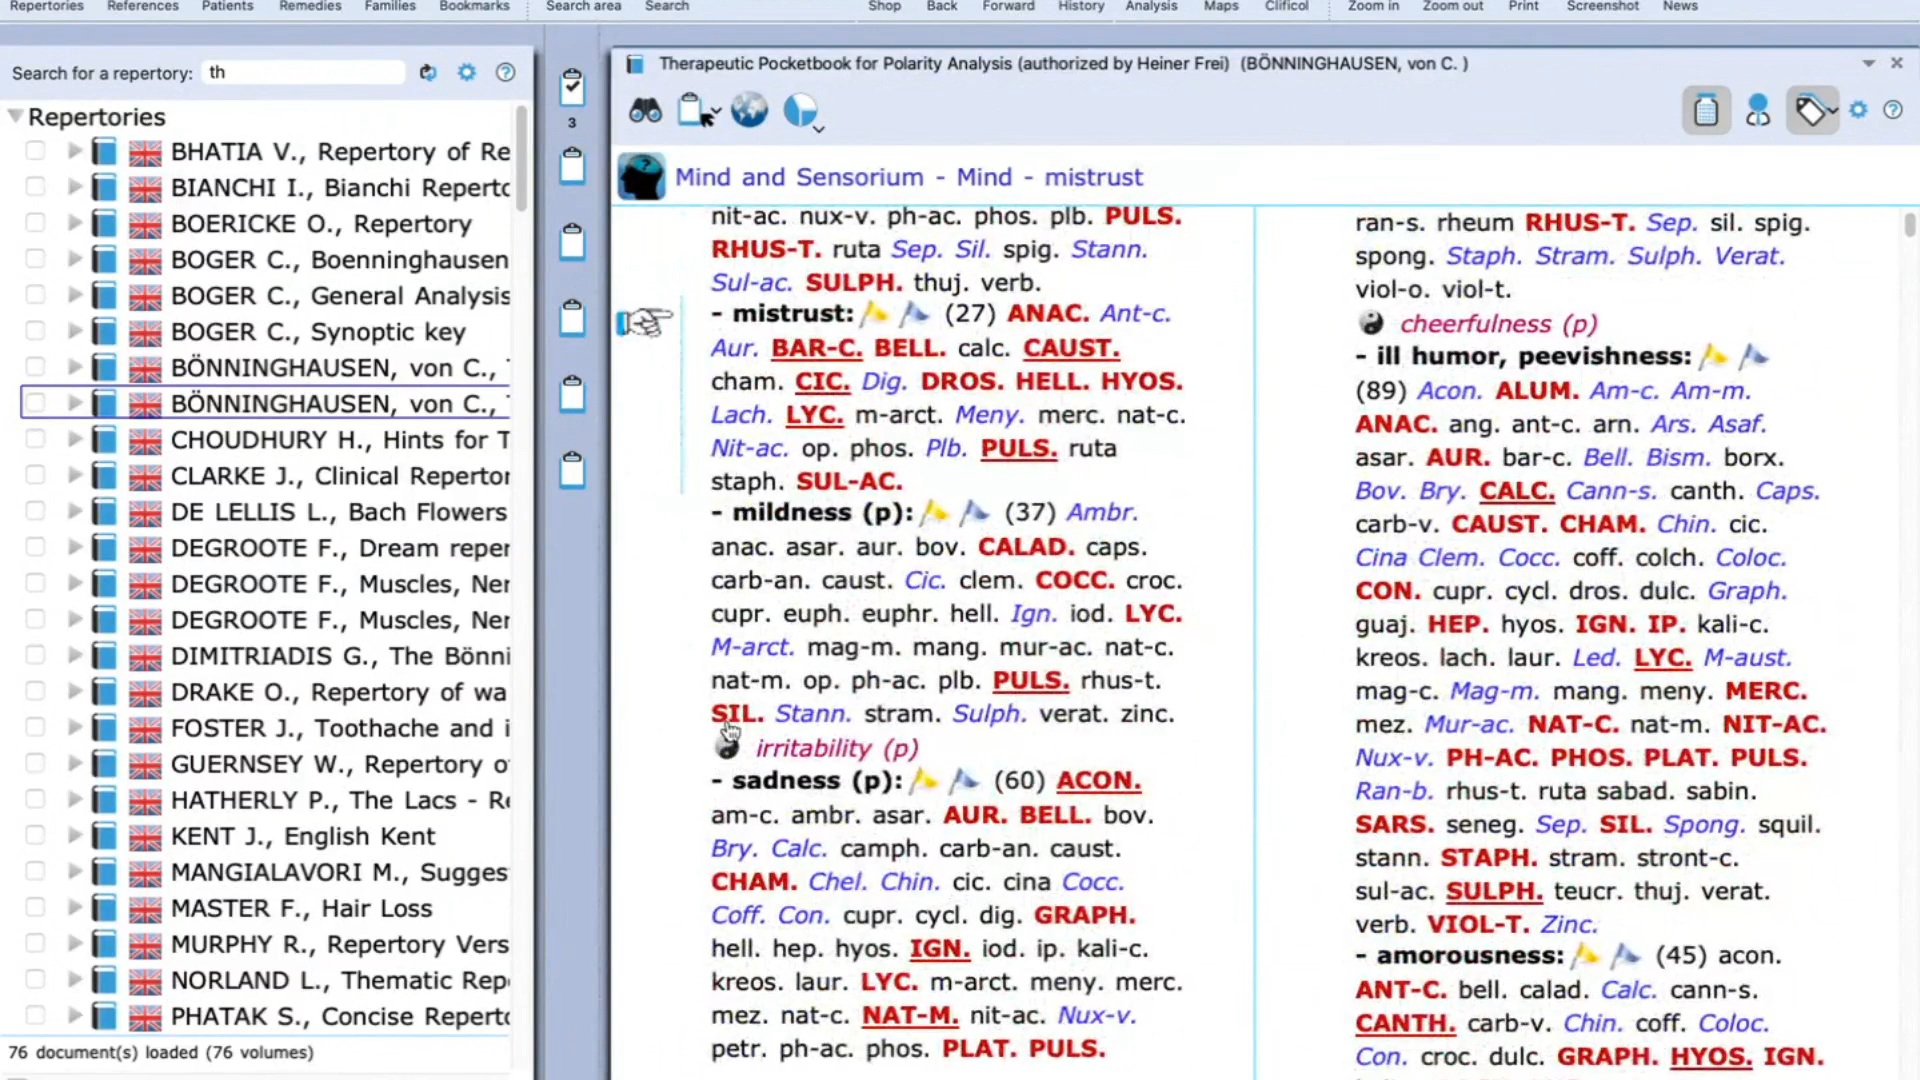 Repertories References Patients Remedies Families Bookmarks Search area Search Shop Back Forward History Analysis Maps Clificol Zoom in Zoom out Print Screenshot News
Search for a repertory: th
Repertories
BHATIA V., Repertory of Re
BIANCHI I., Bianchi Reperto
BOERICKE O., Repertory
BOGER C., Boenninghausen
BOGER C., General Analysis
BOGER C., Synoptic key
BÖNNINGHAUSEN, von C.,
BÖNNINGHAUSEN, von C.,
CHOUDHURY H., Hints for T
CLARKE J., Clinical Repertor
DE LELLIS L., Bach Flowers
DEGROOTE F., Dream reper
DEGROOTE F., Muscles, Ner
DEGROOTE F., Muscles, Ner
DIMITRIADIS G., The Bönni
DRAKE O., Repertory of wa
FOSTER J., Toothache and i
GUERNSEY W., Repertory o
HATHERLY P., The Lacs - Re
KENT J., English Kent
MANGIALAVORI M., Sugges
MASTER F., Hair Loss
MURPHY R., Repertory Vers
NORLAND L., Thematic Rep
PHATAK S., Concise Reperto
76 document(s) loaded (76 volumes)
3
Therapeutic Pocketbook for Polarity Analysis (authorized by Heiner Frei) (BÖNNINGHAUSEN, von C. )
Mind and Sensorium - Mind - mistrust
nit-ac. nux-v. ph-ac. phos. plb. PULS.
RHUS-T. ruta Sep. Sil. spig. Stann.
Sul-ac. SULPH. thuj. verb.
- mistrust: (27) ANAC. Ant-c.
Aur. BAR-C. BELL. calc. CAUST.
cham. CIC. Dig. DROS. HELL. HYOS.
Lach. LYC. m-arct. Meny. merc. nat-c.
Nit-ac. op. phos. Plb. PULS. ruta
staph. SUL-AC.
- mildness (p): (37) Ambr.
anac. asar. aur. bov. CALAD. caps.
carb-an. caust. Cic. clem. COCC. croc.
cupr. euph. euphr. hell. Ign. iod. LYC.
M-arct. mag-m. mang. mur-ac. nat-c.
nat-m. op. ph-ac. plb. PULS. rhus-t.
SIL. Stann. stram. Sulph. verat. zinc.
irritability (p)
- sadness (p): (60) ACON.
am-c. ambr. asar. AUR. BELL. bov.
Bry. Calc. camph. carb-an. caust.
CHAM. Chel. Chin. cic. cina Cocc.
Coff. Con. cupr. cycl. dig. GRAPH.
hell. hep. hyos. IGN. iod. ip. kali-c.
kreos. laur. LYC. m-arct. meny. merc.
mez. nat-c. NAT-M. nit-ac. Nux-v.
petr. ph-ac. phos. PLAT. PULS.
ran-s. rheum RHUS-T. Sep. sil. spig.
spong. Staph. Stram. Sulph. Verat.
viol-o. viol-t.
cheerfulness (p)
- ill humor, peevishness:
(89) Acon. ALUM. Am-c. Am-m.
ANAC. ang. ant-c. arn. Ars. Asaf.
asar. AUR. bar-c. Bell. Bism. borx.
Bov. Bry. CALC. Cann-s. canth. Caps.
carb-v. CAUST. CHAM. Chin. cic.
Cina Clem. Cocc. coff. colch. Coloc.
CON. cupr. cycl. dros. dulc. Graph.
guaj. HEP. hyos. IGN. IP. kali-c.
kreos. lach. laur. Led. LYC. M-aust.
mag-c. Mag-m. mang. meny. MERC.
mez. Mur-ac. NAT-C. nat-m. NIT-AC.
Nux-v. PH-AC. PHOS. PLAT. PULS.
Ran-b. rhus-t. ruta sabad. sabin.
SARS. seneg. Sep. SIL. Spong. squil.
stann. STAPH. stram. stront-c.
sul-ac. SULPH. teucr. thuj. verat.
verb. VIOL-T. Zinc.
- amorousness: (45) acon.
ANT-C. bell. calad. Calc. cann-s.
CANTH. carb-v. Chin. coff. Coloc.
Con. croc. dulc. GRAPH. HYOS. IGN.